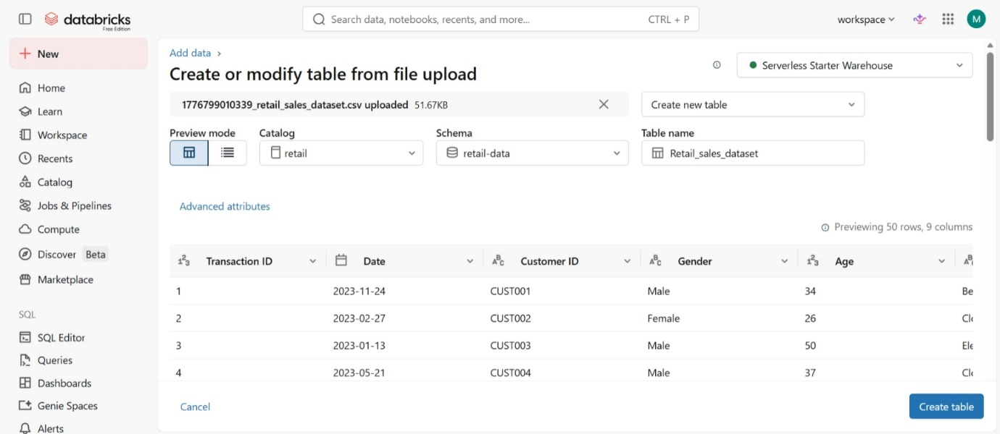 databricks
Free Edition
Search data, notebooks, recents, and more... CTRL + P
workspace
M
New
Home
Learn
Workspace
Recents
Catalog
Jobs & Pipelines
Compute
Discover Beta
Marketplace
SQL
SQL Editor
Queries
Dashboards
Genie Spaces
Alerts
Add data ›
Create or modify table from file upload
Serverless Starter Warehouse
1776799010339_retail_sales_dataset.csv uploaded 51.67KB
Create new table
Preview mode Catalog Schema Table name
retail retail-data Retail_sales_dataset
Advanced attributes
Previewing 50 rows, 9 columns
Transaction ID Date Customer ID Gender Age
1 2023-11-24 CUST001 Male 34 Be
2 2023-02-27 CUST002 Female 26
3 2023-01-13 CUST003 Male 50 Ele
4 2023-05-21 CUST004 Male 37
Cancel Create table